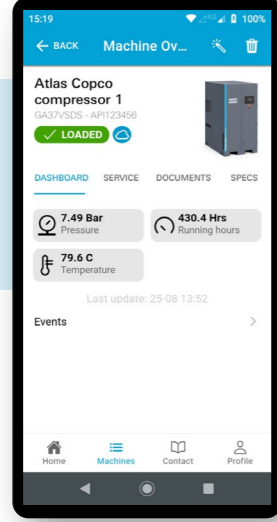 15:19
100%
BACK Machine Ov...
Atlas Copco
compressor 1
GA37VSDS - API123456
LOADED
DASHBOARD SERVICE DOCUMENTS SPECS
7.49 Bar
Pressure
430.4 Hrs
Running hours
79.6 C
Temperature
Last update: 25-08 13:52
Events
Home Machines Contact Profile